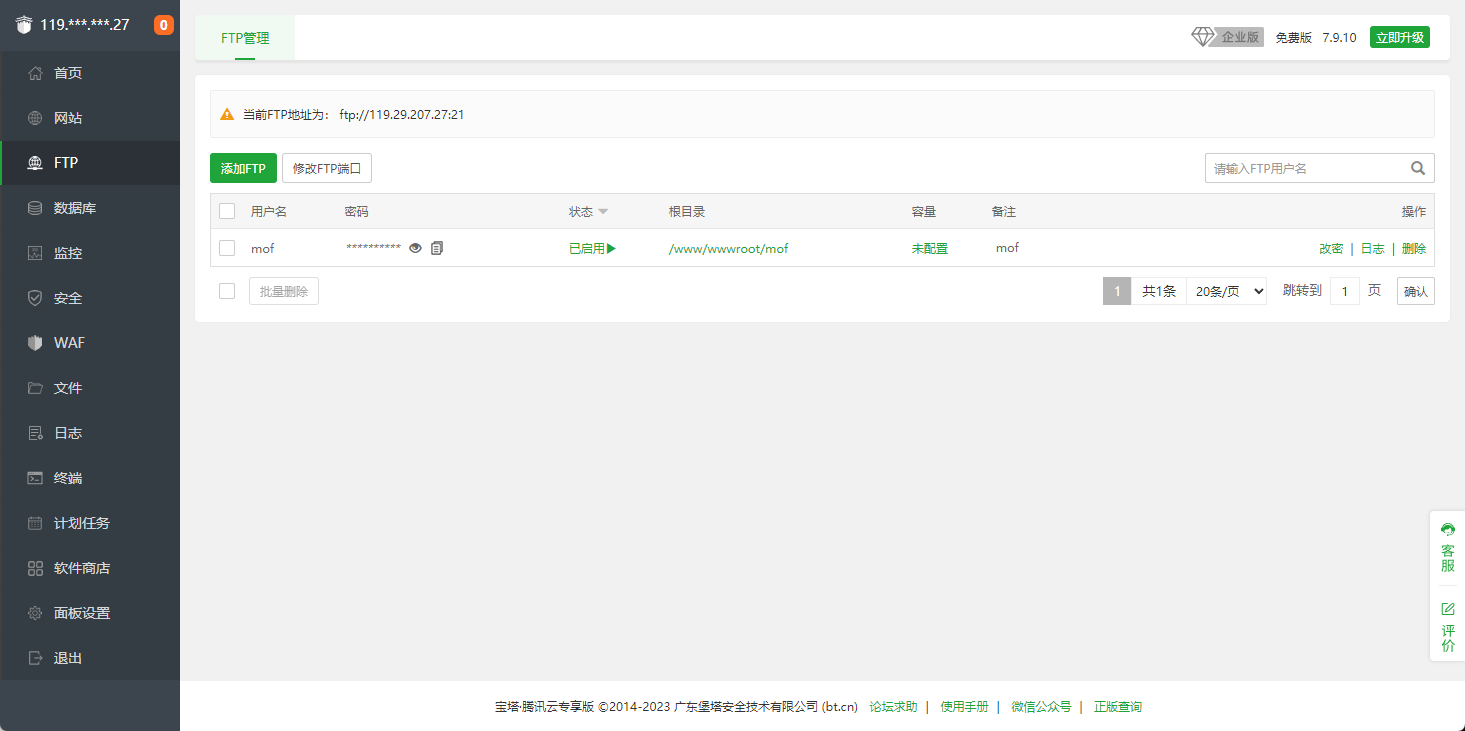 119.***.***.27
0
首页
网站
FTP
数据库
监控
安全
WAF
文件
日志
终端
计划任务
软件商店
面板设置
退出
FTP管理
企业版 免费版 7.9.10 立即升级
当前FTP地址为： ftp://119.29.207.27:21
添加FTP 修改FTP端口 请输入FTP用户名
用户名 密码 状态 根目录 容量 备注 操作
mof ********** 已启用 /www/wwwroot/mof 未配置 mof 改密 | 日志 | 删除
批量删除 1 共1条 20条/页 跳转到 1 页 确认
客服
评价
宝塔·腾讯云专享版 ©2014-2023 广东堡塔安全技术有限公司 (bt.cn) 论坛求助 | 使用手册 | 微信公众号 | 正版查询